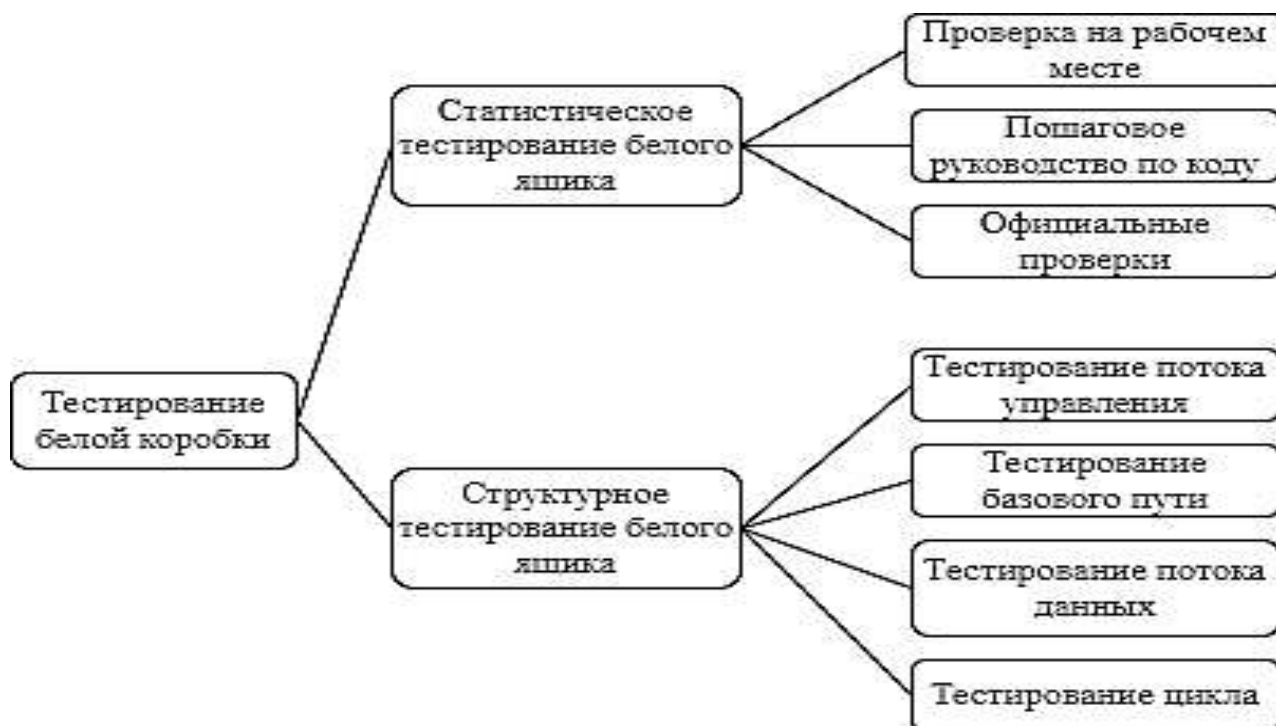 Тестирование
белой коробки
Статистическое
тестирование белого
ящика
Проверка на рабочем
месте
Пошаговое
руководство по коду
Официальные
проверки
Структурное
тестирование белого
ящика
Тестирование потока
управления
Тестирование
базового пути
Тестирование потока
данных
Тестирование цикла